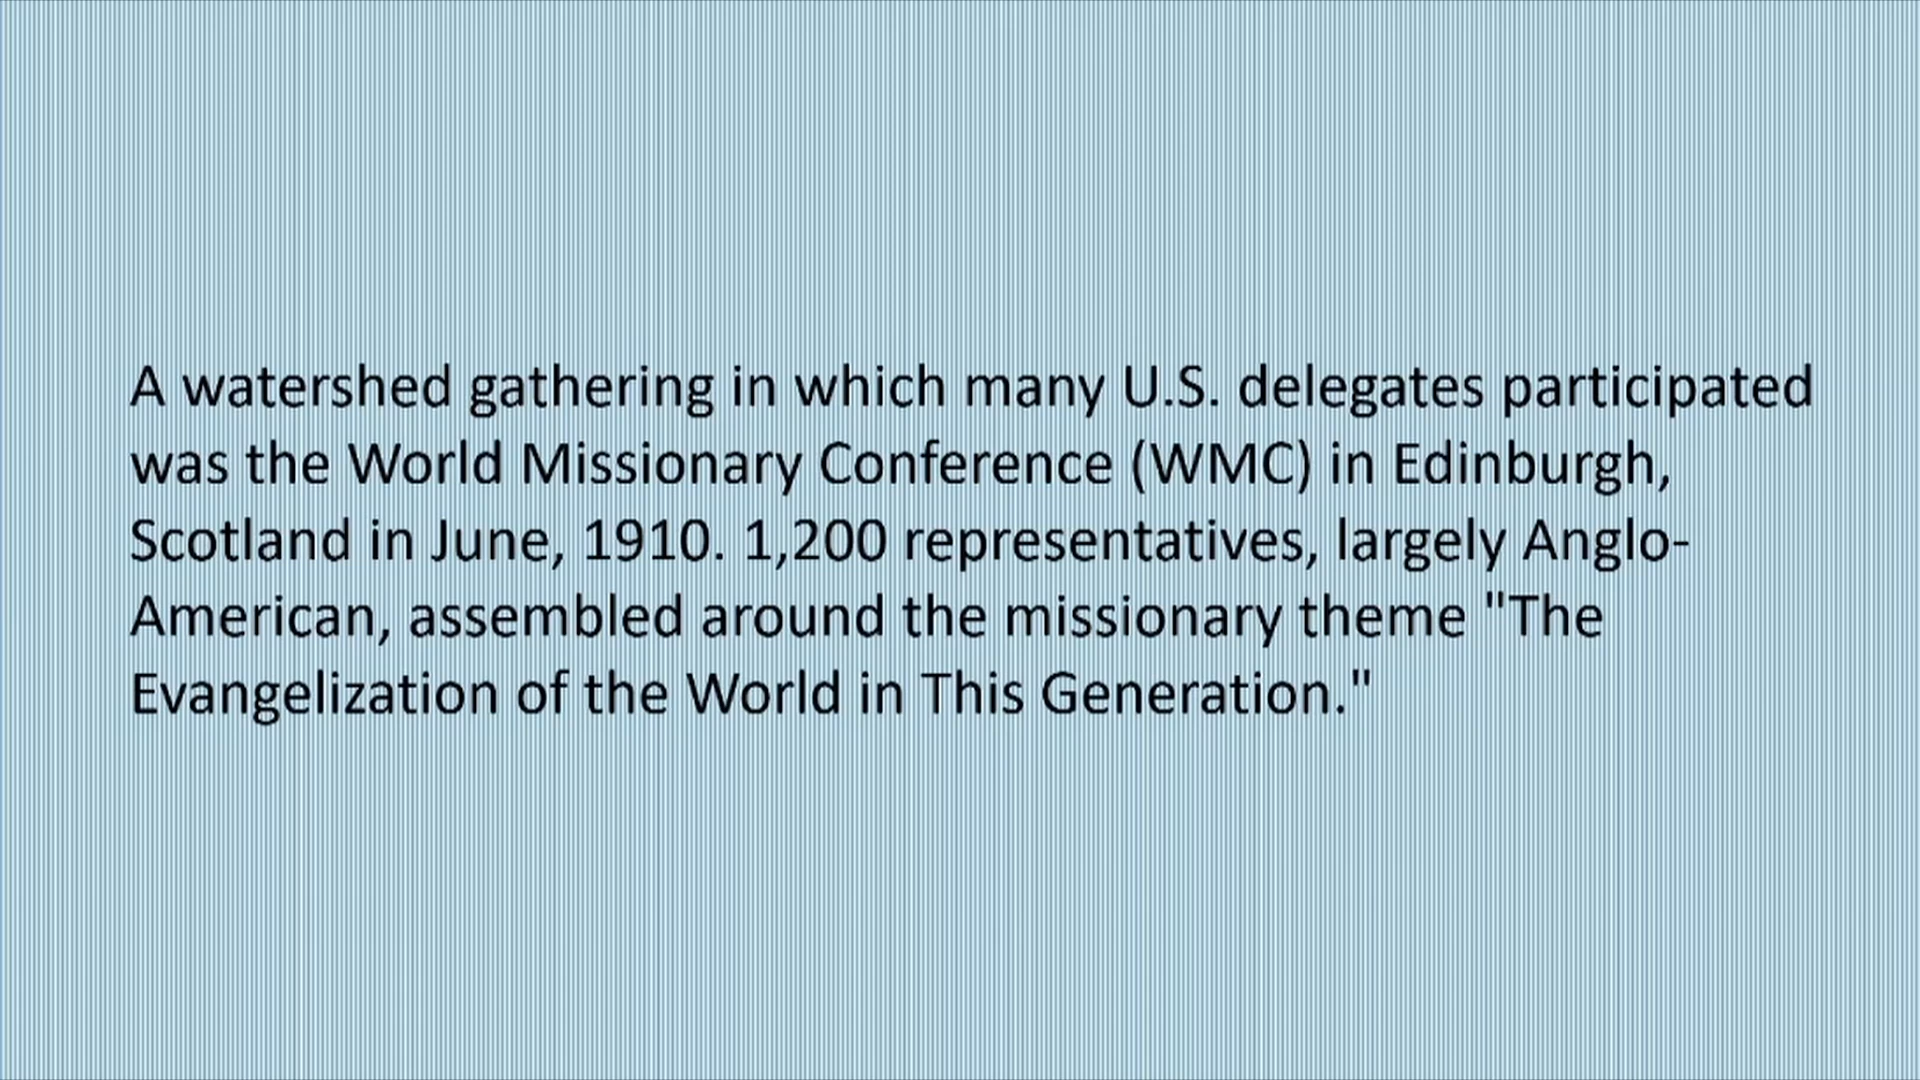 A watershed gathering in which many U.S. delegates participated
was the World Missionary Conference (WMC) in Edinburgh,
Scotland in June, 1910. 1,200 representatives, largely Anglo-
American, assembled around the missionary theme "The
Evangelization of the World in This Generation."